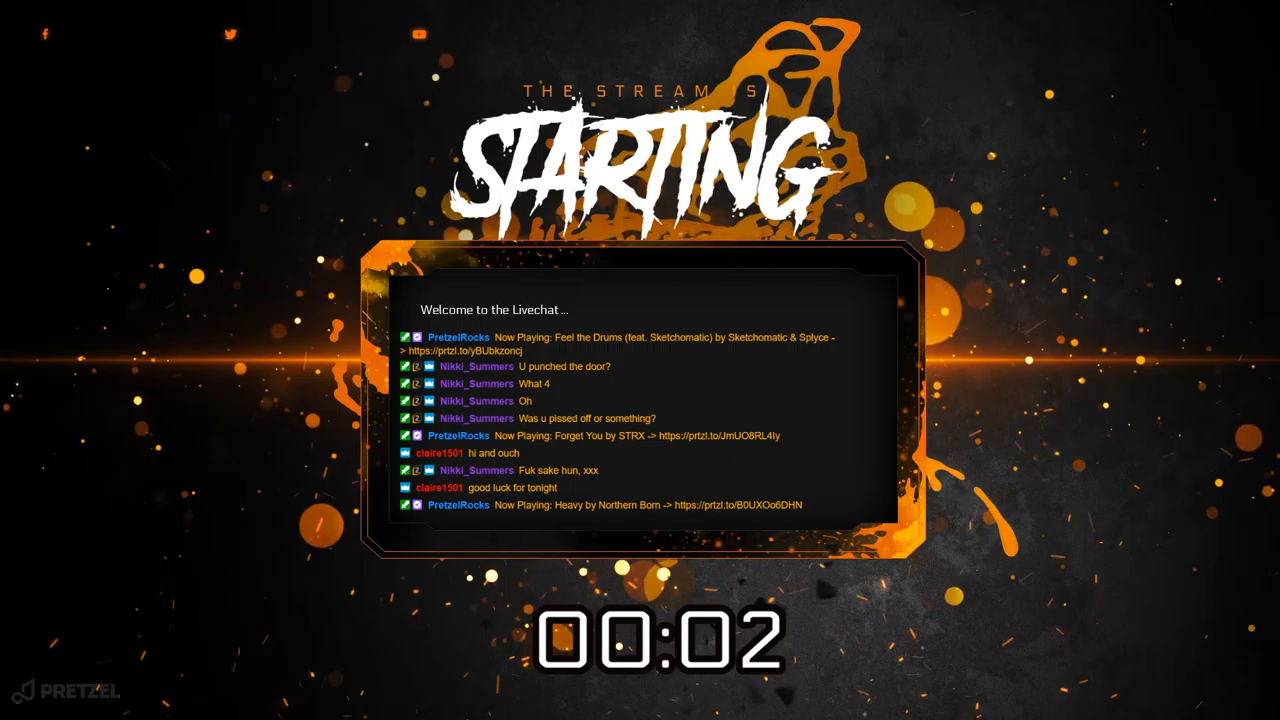 THE STREAM IS
STARTING
Welcome to the Livechat ...
PretzelRocks Now Playing: Feel the Drums (feat. Sketchomatic) by Sketchomatic & Splyce -
> https://prtzl.to/yBUbkzoncj
Nikki_Summers U punched the door?
Nikki_Summers What 4
Nikki_Summers Oh
Nikki_Summers Was u pissed off or something?
PretzelRocks Now Playing: Forget You by STRX -> https://prtzl.to/JmUO8RL4Iy
claire1501 hi and ouch
Nikki_Summers Fuk sake hun, xxx
claire1501 good luck for tonight
PretzelRocks Now Playing: Heavy by Northern Born -> https://prtzl.to/B0UXOo6DHN
00:02
PRETZEL